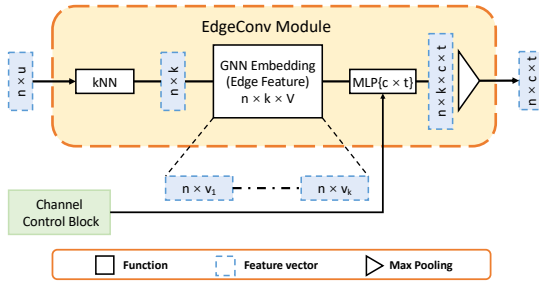 EdgeConv Module
n × u
kNN
n × k
GNN Embedding
(Edge Feature)
n × k × V
MLP{c × t}
n × k × c × t
n × c × t
n × v₁
n × vₖ
Channel
Control Block
Function
Feature vector
Max Pooling